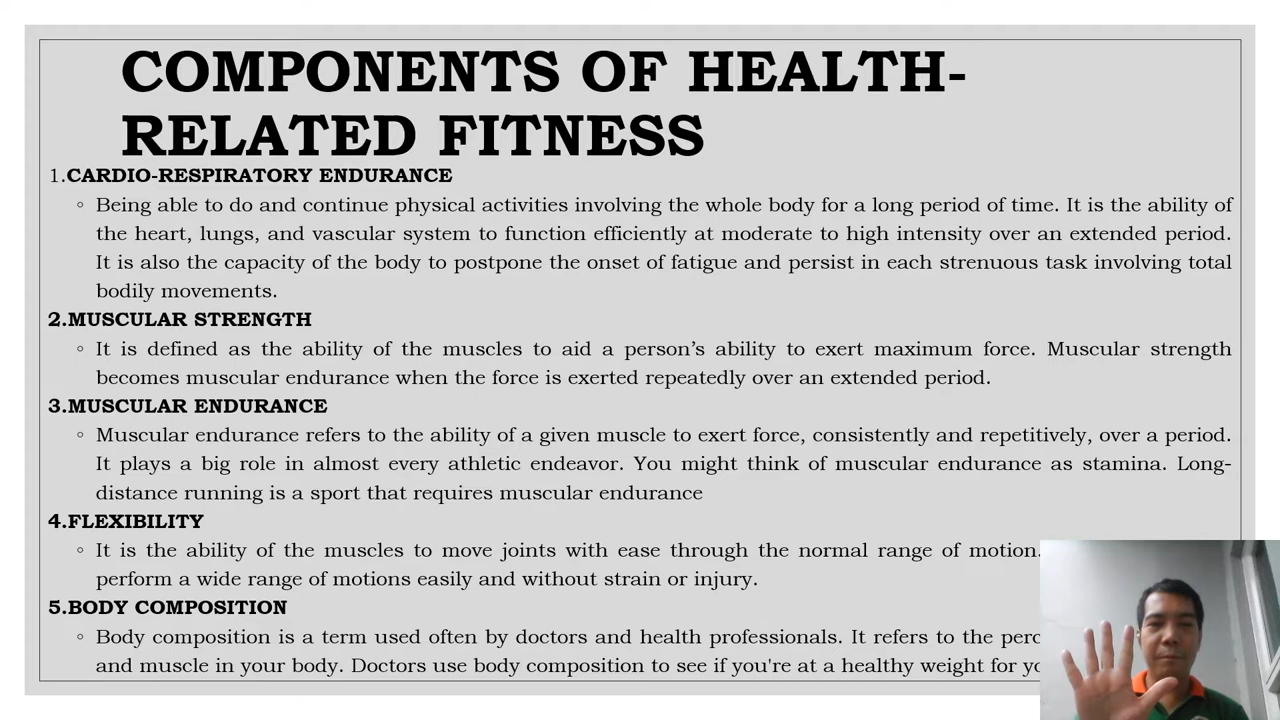 COMPONENTS OF HEALTH-
RELATED FITNESS
1.CARDIO-RESPIRATORY ENDURANCE
◦ Being able to do and continue physical activities involving the whole body for a long period of time. It is the ability of
the heart, lungs, and vascular system to function efficiently at moderate to high intensity over an extended period.
It is also the capacity of the body to postpone the onset of fatigue and persist in each strenuous task involving total
bodily movements.
2.MUSCULAR STRENGTH
◦ It is defined as the ability of the muscles to aid a person’s ability to exert maximum force. Muscular strength
becomes muscular endurance when the force is exerted repeatedly over an extended period.
3.MUSCULAR ENDURANCE
◦ Muscular endurance refers to the ability of a given muscle to exert force, consistently and repetitively, over a period.
It plays a big role in almost every athletic endeavor. You might think of muscular endurance as stamina. Long-
distance running is a sport that requires muscular endurance
4.FLEXIBILITY
◦ It is the ability of the muscles to move joints with ease through the normal range of motion.
perform a wide range of motions easily and without strain or injury.
5.BODY COMPOSITION
◦ Body composition is a term used often by doctors and health professionals. It refers to the
and muscle in your body. Doctors use body composition to see if you're at a healthy weight for